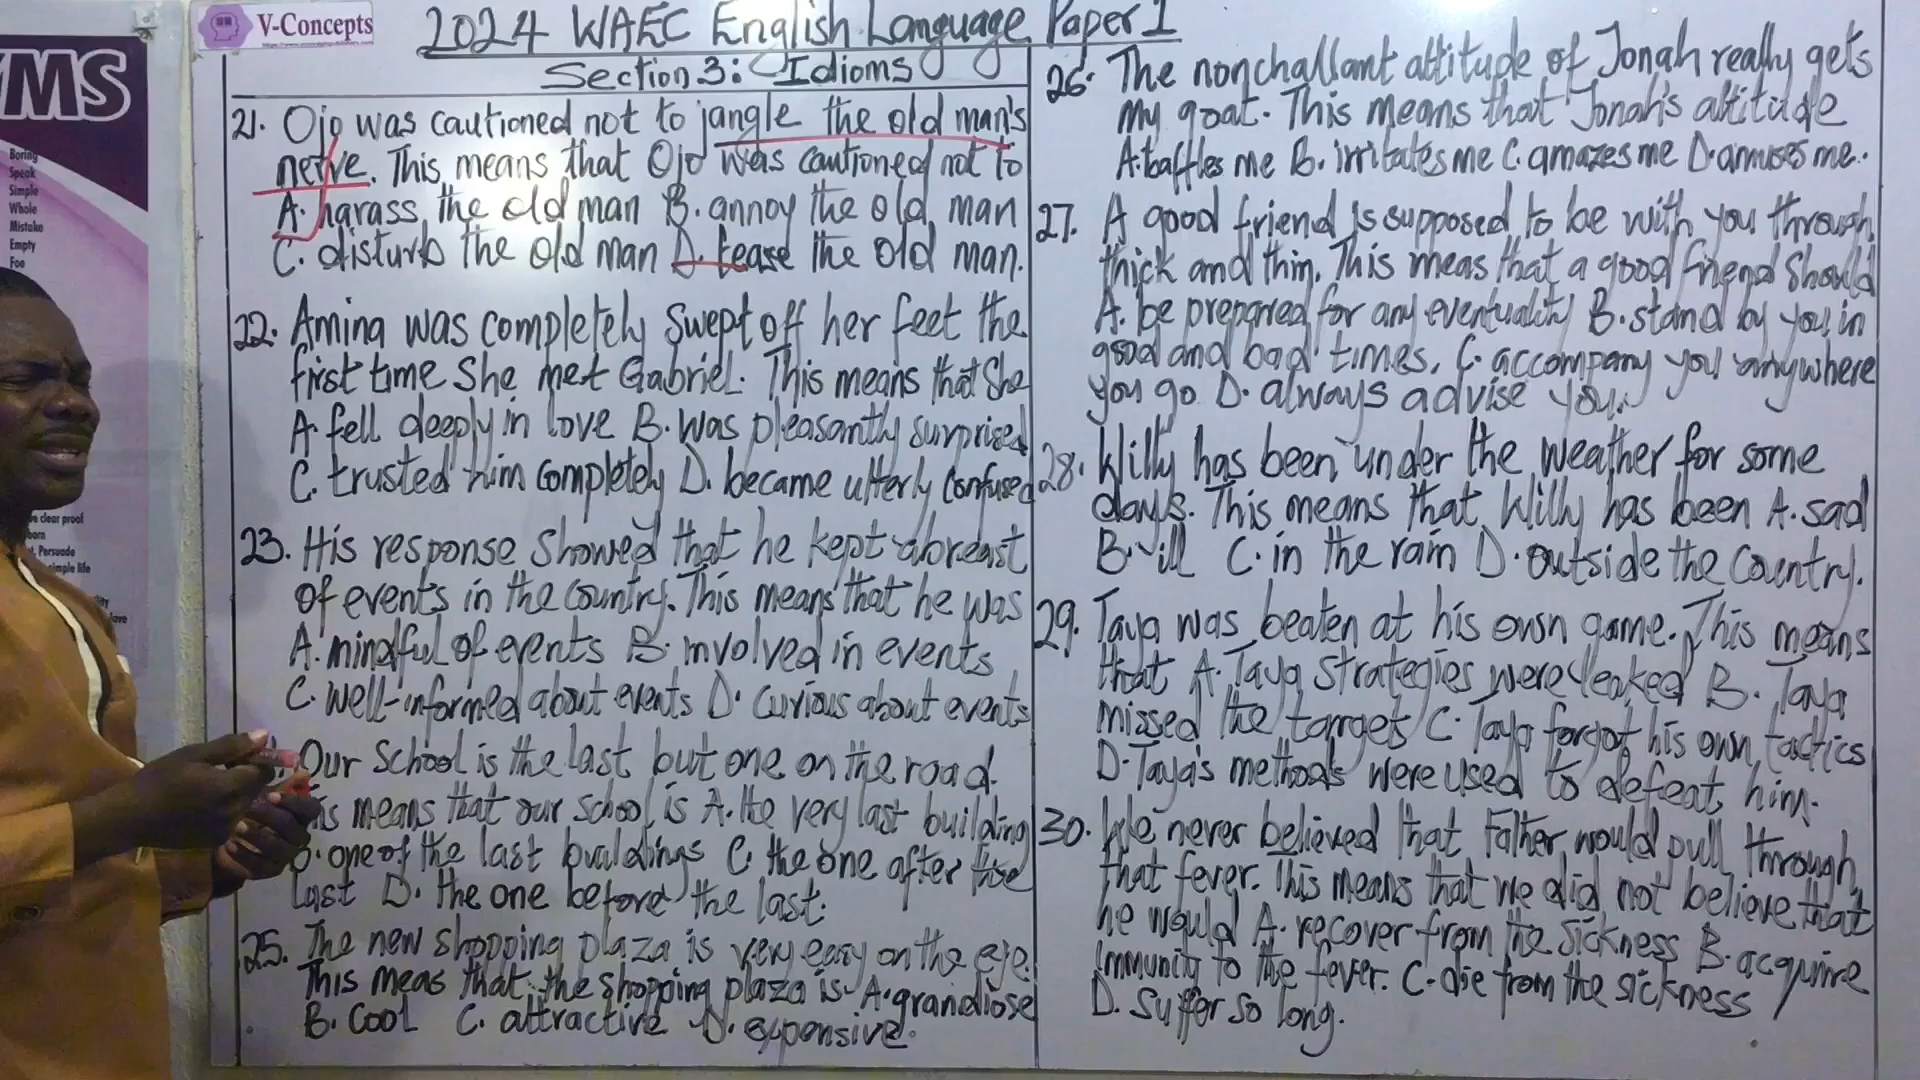 V-Concepts
2024 WAEC English Language Paper 1
Section 3: Idioms
21. Ojo was cautioned not to jangle the old man's
nerve. This means that Ojo was cautioned not to
A. harass the old man B. annoy the old man
C. disturb the old man D. tease the old man.
22. Amina was completely swept off her feet the
first time She met Gabriel. This means that She
A. fell deeply in love B. was pleasantly surprised
C. trusted him completely D. became utterly confused
23. His response showed that he kept abreast
of events in the country. This means that he was
A. mindful of events B. involved in events
C. well-informed about events D. curious about events
Our School is the last but one on the road.
means that our school is A. the very last building
one of the last buildings C. the one after the
last D. the one before the last.
25. The new shopping plaza is very easy on the eye.
This meas that the shopping plaza is A. grandiose
B. Cool C. attractive D. expensive.
26. The nonchallant attitude of Jonah really gets
my goat. This means that Jonah's attitude
A. baffles me B. irritates me C. amazes me D. amuses me.
27. A good friend is supposed to be with you through
thick and thin. This meas that a good friend should
A. be prepared for any eventuality B. stand by you in
good and bad times. C. accompany you anywhere
you go D. always advise you.
28. Willy has been under the weather for some
days. This means that Willy has been A. sad
B. ill C. in the rain D. outside the country.
29. Taya was beaten at his own game. This means
that A. Taya strategies were leaked B. Taya
missed the target C. Taya forgot his own tactics
D. Taya's methods were used to defeat him.
30. We never believed that Father would pull through
that fever. This means that we did not believe that
he would A. recover from the sickness B. acquire
immunity to the fever. C. die from the sickness
D. suffer so long.
MS
Boring
Speak
Simple
Whole
Mistake
Empty
Foe
clear proof
born
Persuade
simple life